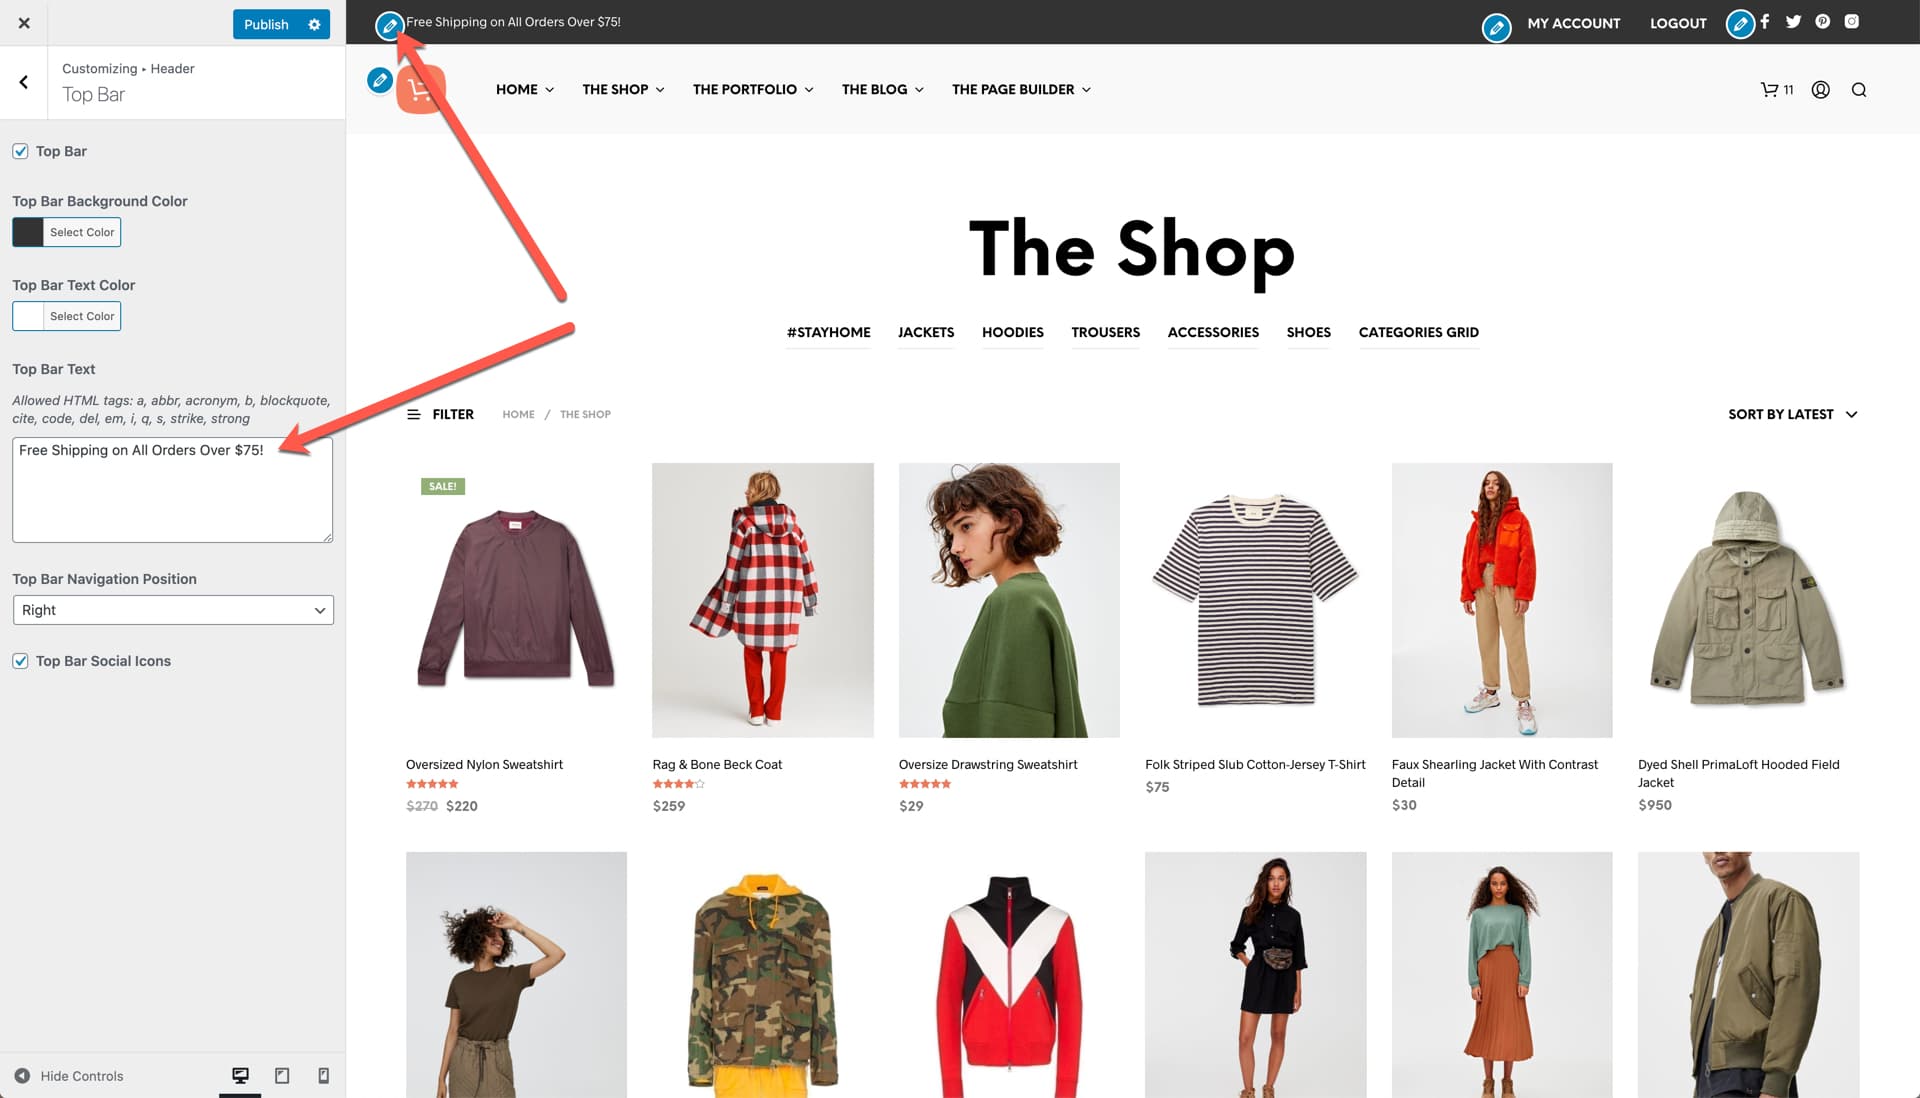 Publish
Customizing ▸ Header
Top Bar
Top Bar
Top Bar Background Color
Select Color
Top Bar Text Color
Select Color
Top Bar Text
Allowed HTML tags: a, abbr, acronym, b, blockquote,
cite, code, del, em, i, q, s, strike, strong
Free Shipping on All Orders Over $75!
Top Bar Navigation Position
Right
Top Bar Social Icons
Hide Controls
Free Shipping on All Orders Over $75!
MY ACCOUNT LOGOUT
HOME THE SHOP THE PORTFOLIO THE BLOG THE PAGE BUILDER
11
The Shop
#STAYHOME JACKETS HOODIES TROUSERS ACCESSORIES SHOES CATEGORIES GRID
FILTER HOME / THE SHOP
SORT BY LATEST
SALE!
Oversized Nylon Sweatshirt
$270 $220
Rag & Bone Beck Coat
$259
Oversize Drawstring Sweatshirt
$29
Folk Striped Slub Cotton-Jersey T-Shirt
$75
Faux Shearling Jacket With Contrast
Detail
$30
Dyed Shell PrimaLoft Hooded Field
Jacket
$950